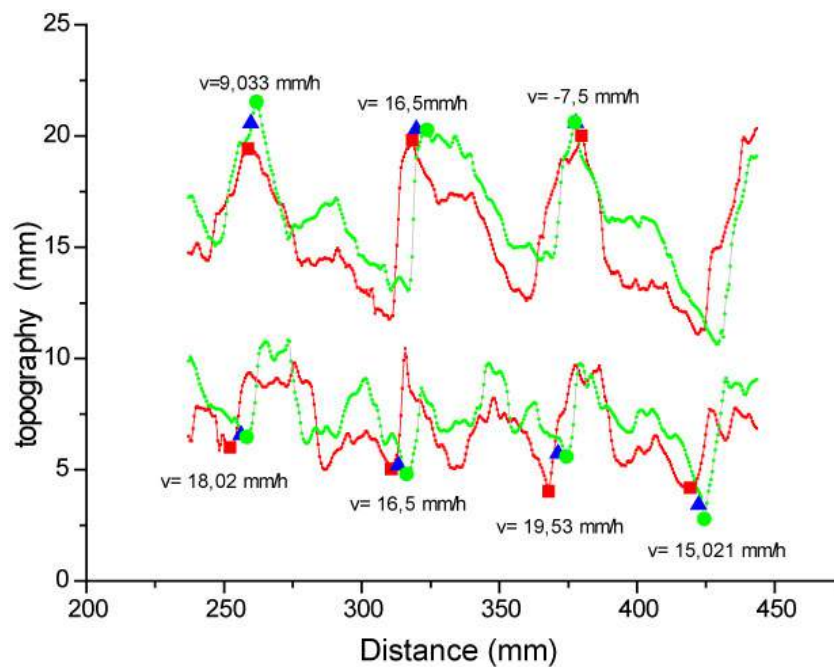 25
v=9,033 mm/h
v= 16,5mm/h
v= -7,5 mm/h
20
15
topography (mm)
10
5
v= 18,02 mm/h
v= 16,5 mm/h
v= 19,53 mm/h
v= 15,021 mm/h
0
200 250 300 350 400 450
Distance (mm)